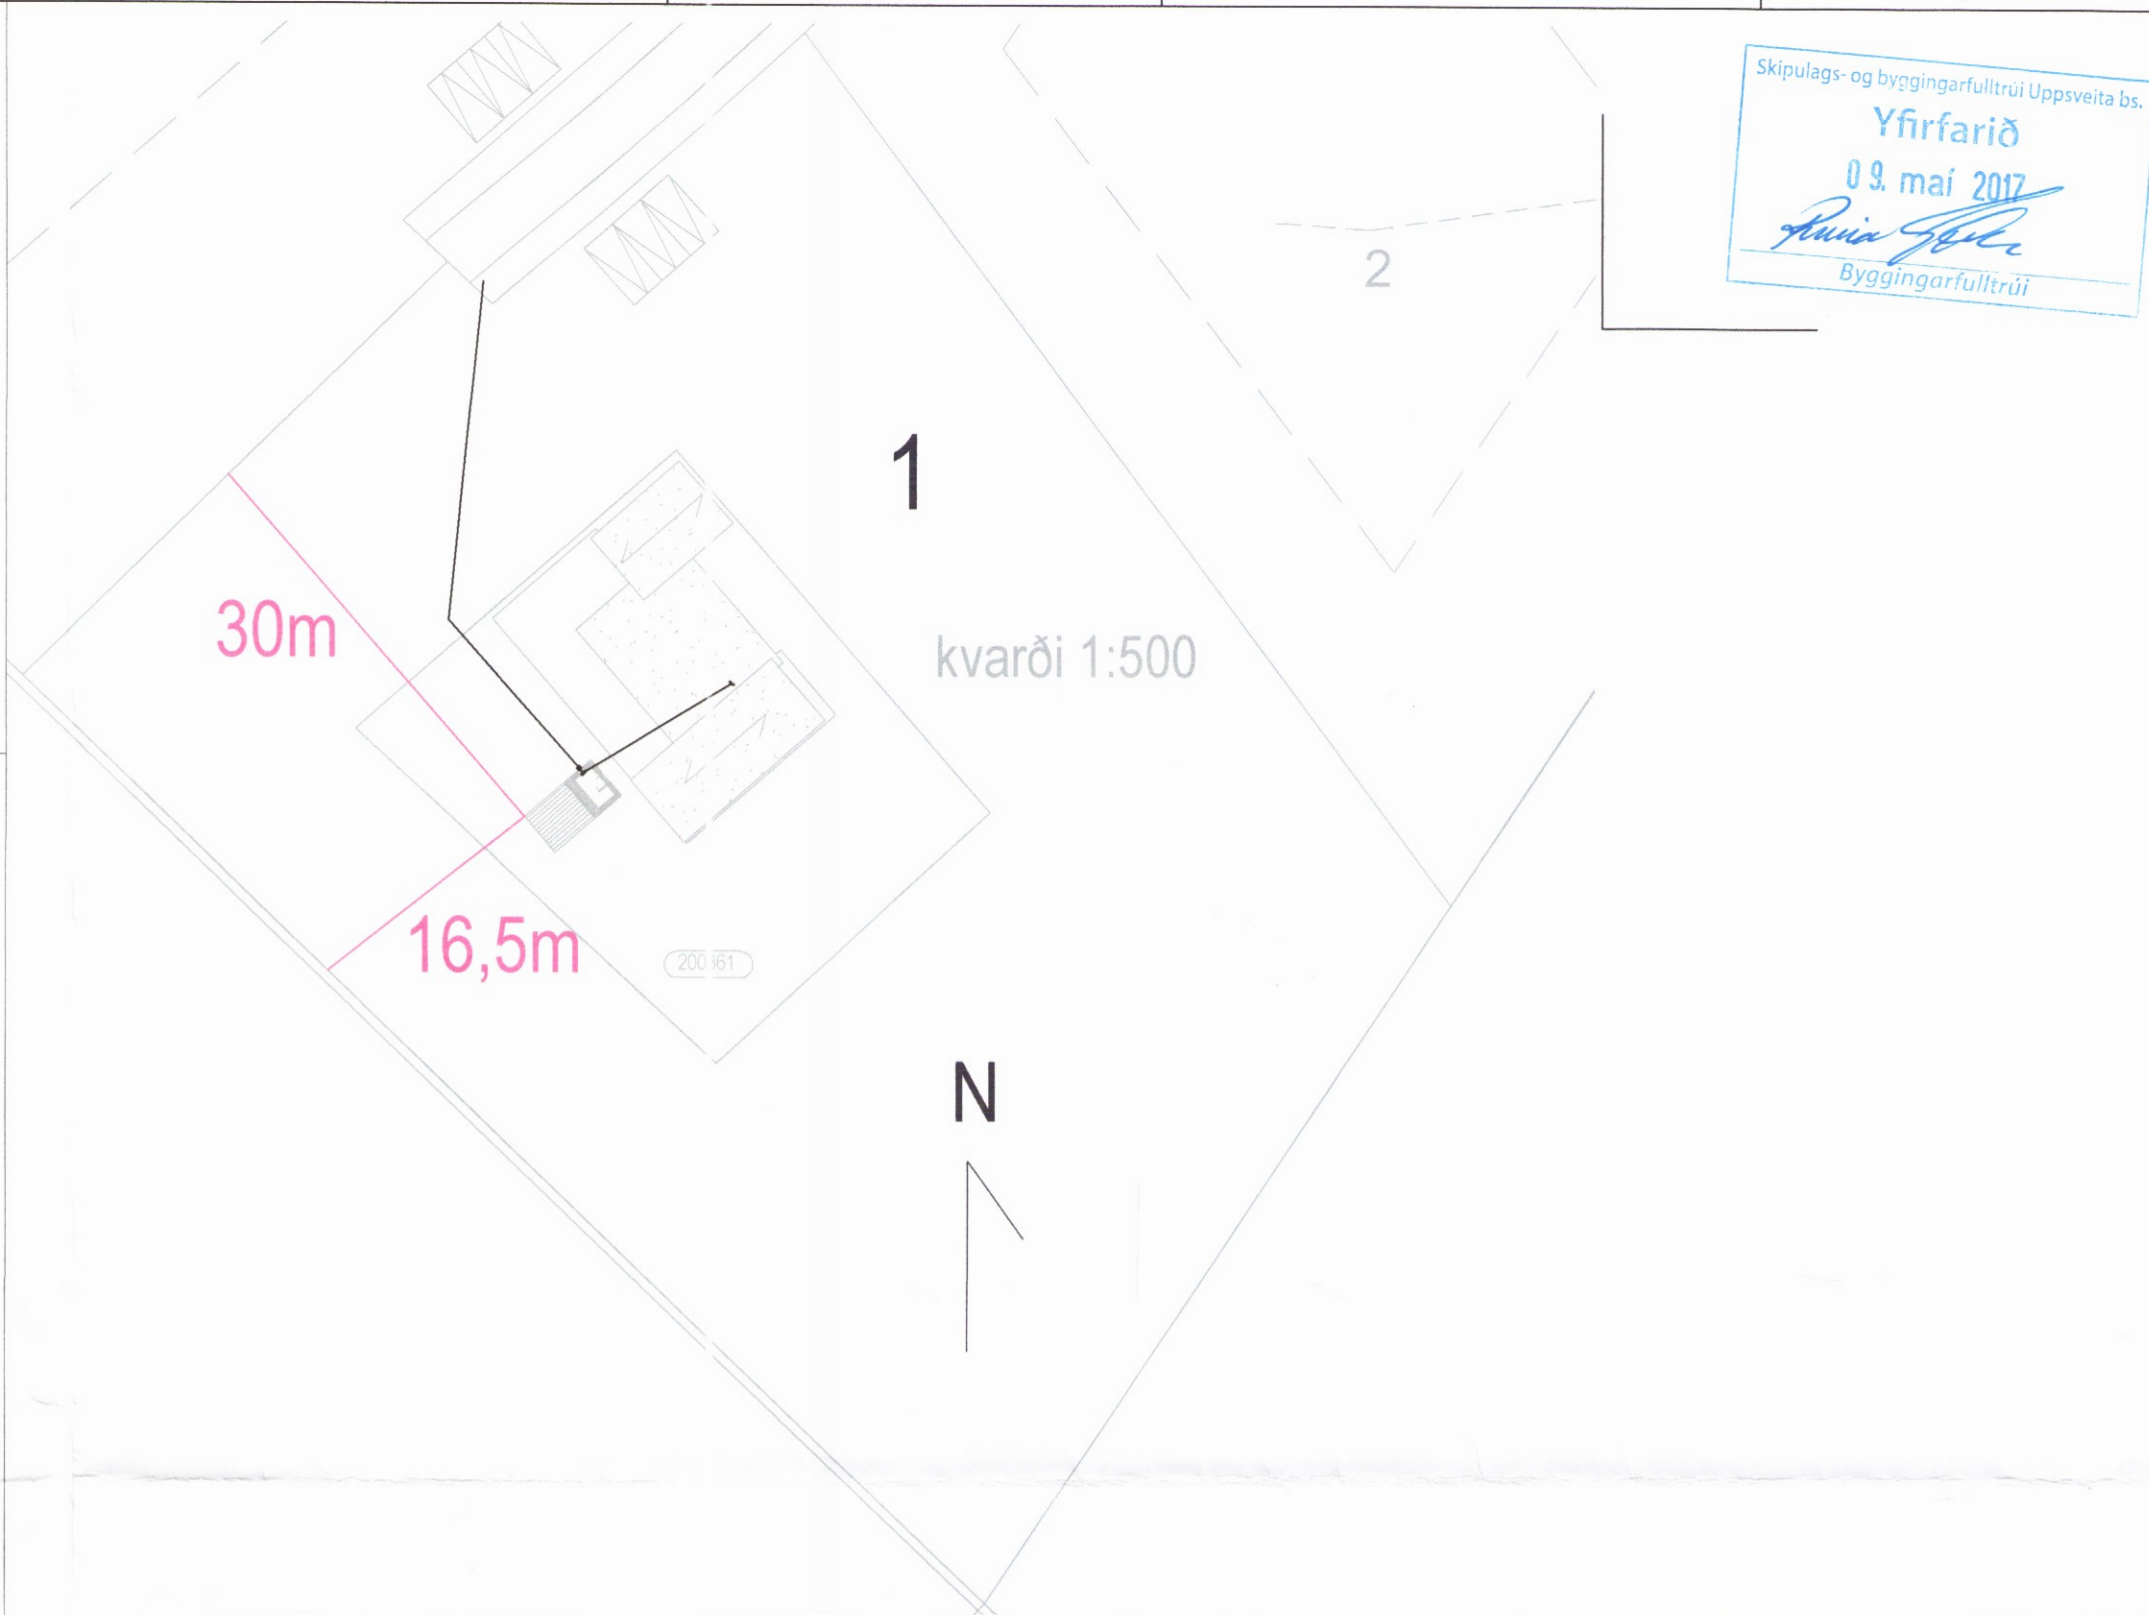 Skipulags- og byggingarfulltrúi Uppsveita bs.
Yfirfarið
09. maí 2017
Byggingarfulltrúi
2
1
30m
kvarði 1:500
16,5m
N